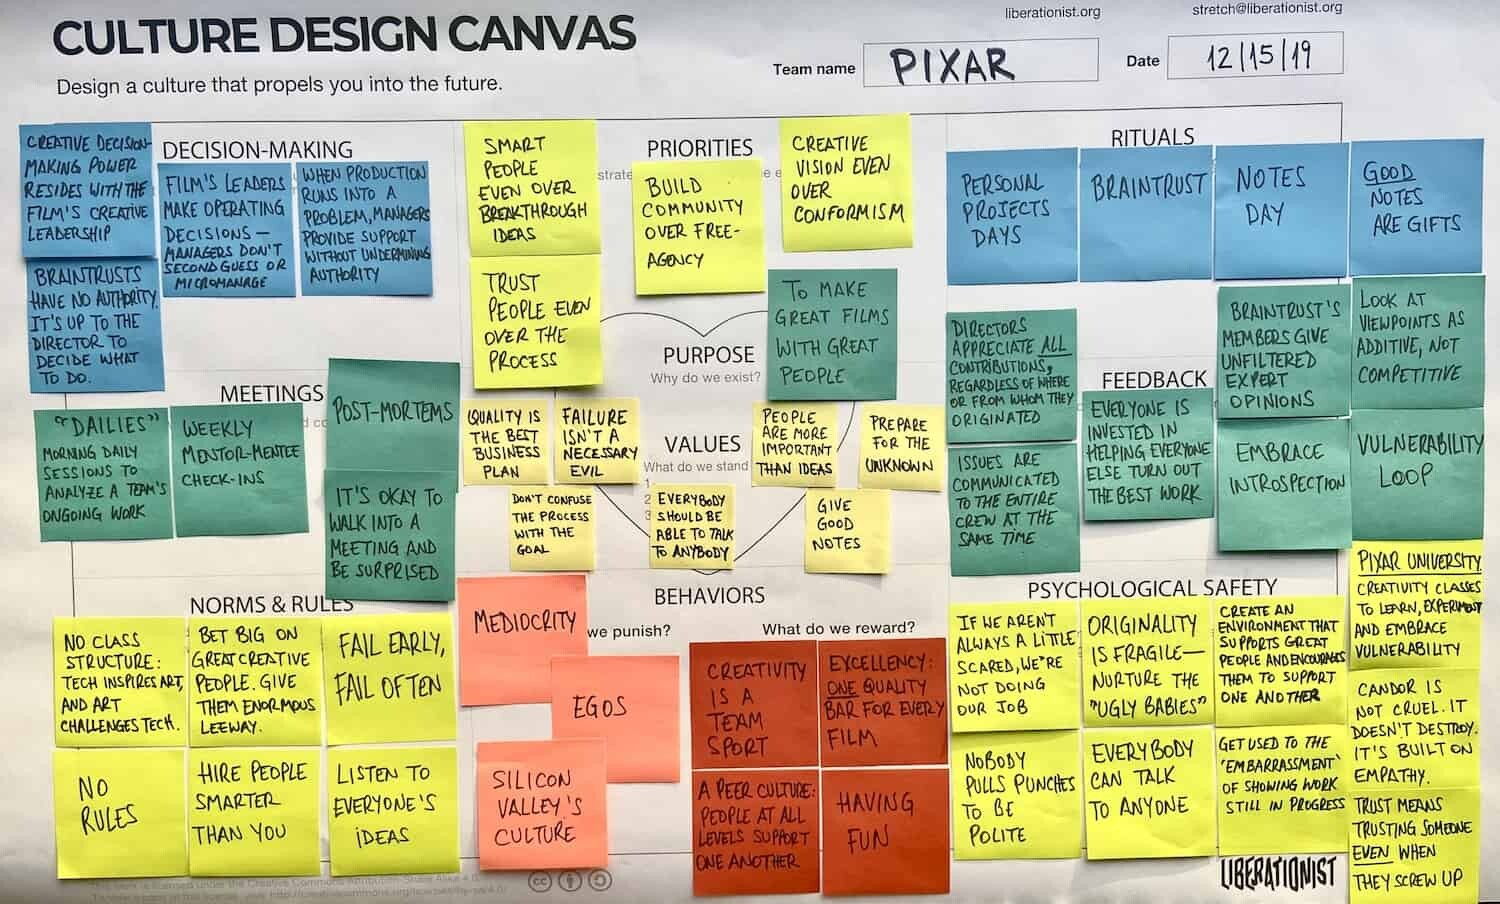 CULTURE DESIGN CANVAS
Design a culture that propels you into the future.
liberationist.org
stretch@liberationist.org
Team name
PIXAR
Date
12/15/19
DECISION-MAKING
CREATIVE DECISION-
MAKING POWER
RESIDES WITH THE
FILM'S CREATIVE
LEADERSHIP
FILM'S LEADERS
MAKE OPERATING
DECISIONS—
MANAGERS DON'T
SECOND GUESS OR
MICROMANAGE
WHEN PRODUCTION
RUNS INTO A
PROBLEM, MANAGERS
PROVIDE SUPPORT
WITHOUT UNDERMINING
AUTHORITY
BRAINTRUSTS
HAVE NO AUTHORITY.
IT'S UP TO THE
DIRECTOR TO
DECIDE WHAT
TO DO.
PRIORITIES
SMART
PEOPLE
EVEN OVER
BREAKTHROUGH
IDEAS
BUILD
COMMUNITY
OVER FREE-
AGENCY
CREATIVE
VISION EVEN
OVER
CONFORMISM
TRUST
PEOPLE EVEN
OVER THE
PROCESS
RITUALS
PERSONAL
PROJECTS
DAYS
BRAINTRUST
NOTES
DAY
GOOD
NOTES
ARE GIFTS
PURPOSE
Why do we exist?
TO MAKE
GREAT FILMS
WITH GREAT
PEOPLE
MEETINGS
"DAILIES"
MORNING DAILY
SESSIONS TO
ANALYZE A TEAM'S
ONGOING WORK
WEEKLY
MENTOR-MENTEE
CHECK-INS
POST-MORTEMS
IT'S OKAY TO
WALK INTO A
MEETING AND
BE SURPRISED
VALUES
What do we stand
1
2
3
QUALITY IS
THE BEST
BUSINESS
PLAN
FAILURE
ISN'T A
NECESSARY
EVIL
PEOPLE
ARE MORE
IMPORTANT
THAN IDEAS
PREPARE
FOR THE
UNKNOWN
DON'T CONFUSE
THE PROCESS
WITH THE
GOAL
EVERYBODY
SHOULD BE
ABLE TO TALK
TO ANYBODY
GIVE
GOOD
NOTES
FEEDBACK
DIRECTORS
APPRECIATE ALL
CONTRIBUTIONS,
REGARDLESS OF WHERE
OR FROM WHOM THEY
ORIGINATED
EVERYONE IS
INVESTED IN
HELPING EVERYONE
ELSE TURN OUT
THE BEST WORK
BRAINTRUST'S
MEMBERS GIVE
UNFILTERED
EXPERT
OPINIONS
LOOK AT
VIEWPOINTS AS
ADDITIVE, NOT
COMPETITIVE
ISSUES ARE
COMMUNICATED
TO THE ENTIRE
CREW AT THE
SAME TIME
EMBRACE
INTROSPECTION
VULNERABILITY
LOOP
NORMS & RULES
NO CLASS
STRUCTURE:
TECH INSPIRES ART,
AND ART
CHALLENGES TECH.
BET BIG ON
GREAT CREATIVE
PEOPLE. GIVE
THEM ENORMOUS
LEEWAY.
FAIL EARLY,
FAIL OFTEN
NO
RULES
HIRE PEOPLE
SMARTER
THAN YOU
LISTEN TO
EVERYONE'S
IDEAS
BEHAVIORS
we punish?
What do we reward?
MEDIOCRITY
EGOS
SILICON
VALLEY'S
CULTURE
CREATIVITY
IS A
TEAM
SPORT
EXCELLENCY:
ONE QUALITY
BAR FOR EVERY
FILM
A PEER CULTURE:
PEOPLE AT ALL
LEVELS SUPPORT
ONE ANOTHER
HAVING
FUN
PSYCHOLOGICAL SAFETY
IF WE AREN'T
ALWAYS A LITTLE
SCARED, WE'RE
NOT DOING
OUR JOB
ORIGINALITY
IS FRAGILE—
NURTURE THE
"UGLY BABIES"
CREATE AN
ENVIRONMENT THAT
SUPPORTS GREAT
PEOPLE AND ENCOURAGES
THEM TO SUPPORT
ONE ANOTHER
PIXAR UNIVERSITY
CREATIVITY CLASSES
TO LEARN, EXPERIMENT
AND EMBRACE
VULNERABILITY
NOBODY
PULLS PUNCHES
TO BE
POLITE
EVERYBODY
CAN TALK
TO ANYONE
GET USED TO THE
'EMBARRASSMENT'
OF SHOWING WORK
STILL IN PROGRESS
CANDOR IS
NOT CRUEL. IT
DOESN'T DESTROY.
IT'S BUILT ON
EMPATHY.
TRUST MEANS
TRUSTING SOMEONE
EVEN WHEN
THEY SCREW UP
LIBERATIONIST
This work is licensed under the Creative Commons Attribution-Share Alike 4.0
cc